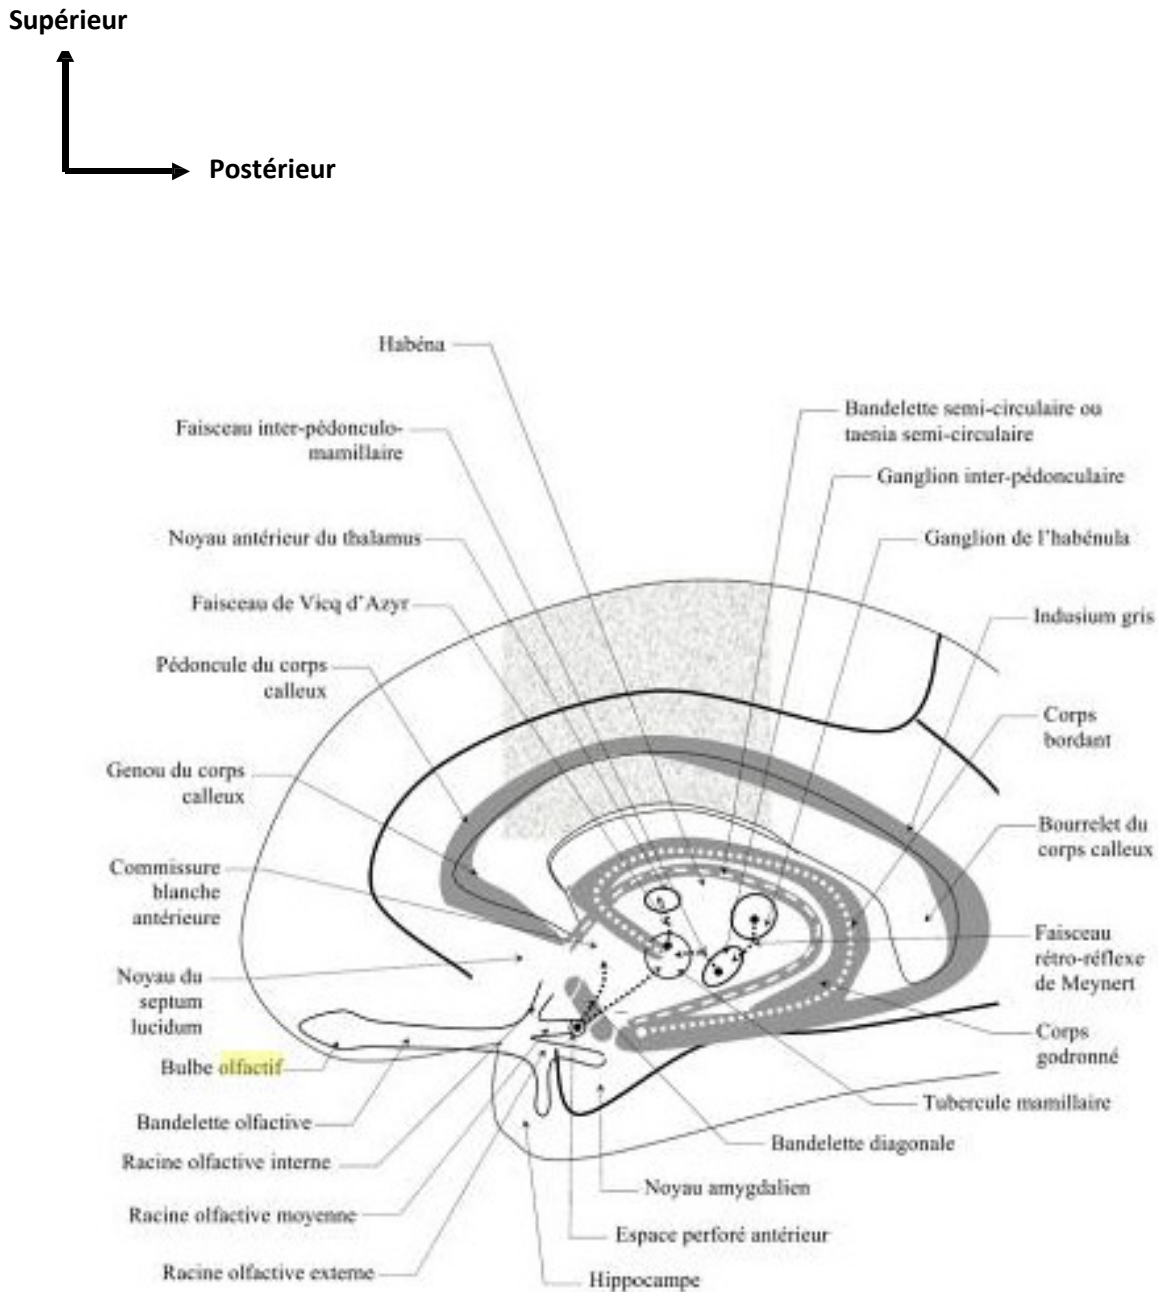 Supérieur
Postérieur
Habéna
Faisceau inter-pédonculo-
mamillaire
Noyau antérieur du thalamus
Faisceau de Vicq d'Azyr
Pédoncule du corps
calleux
Genou du corps
calleux
Commissure
blanche
antérieure
Noyau du
septum
lucidum
Bulbe olfactif
Bandelette olfactive
Racine olfactive interne
Racine olfactive moyenne
Racine olfactive externe
Bandelette semi-circulaire ou
taenia semi-circulaire
Ganglion inter-pédonculaire
Ganglion de l'habénula
Indusium gris
Corps
bordant
Bourrelet du
corps calleux
Faisceau
rétro-réflexe
de Meynert
Corps
godronné
Tubercule mamillaire
Bandelette diagonale
Noyau amygdalien
Espace perforé antérieur
Hippocampe